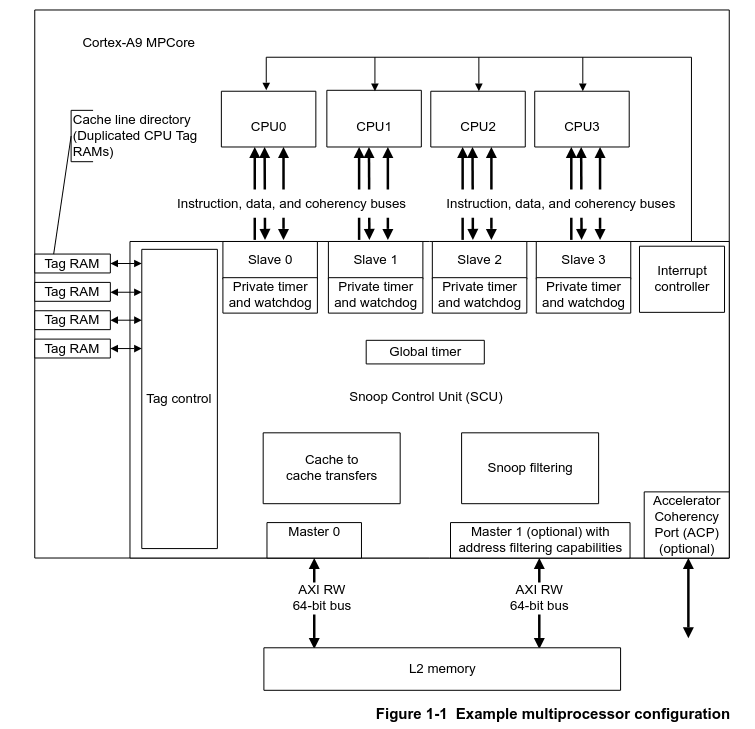 Cortex-A9 MPCore
Cache line directory
(Duplicated CPU Tag
RAMs)
CPU0
CPU1
CPU2
CPU3
Instruction, data, and coherency buses
Instruction, data, and coherency buses
Tag RAM
Tag RAM
Tag RAM
Tag RAM
Tag control
Slave 0
Private timer
and watchdog
Slave 1
Private timer
and watchdog
Slave 2
Private timer
and watchdog
Slave 3
Private timer
and watchdog
Interrupt
controller
Global timer
Snoop Control Unit (SCU)
Cache to
cache transfers
Snoop filtering
Master 0
Master 1 (optional) with
address filtering capabilities
Accelerator
Coherency
Port (ACP)
(optional)
AXI RW
64-bit bus
AXI RW
64-bit bus
L2 memory
Figure 1-1 Example multiprocessor configuration